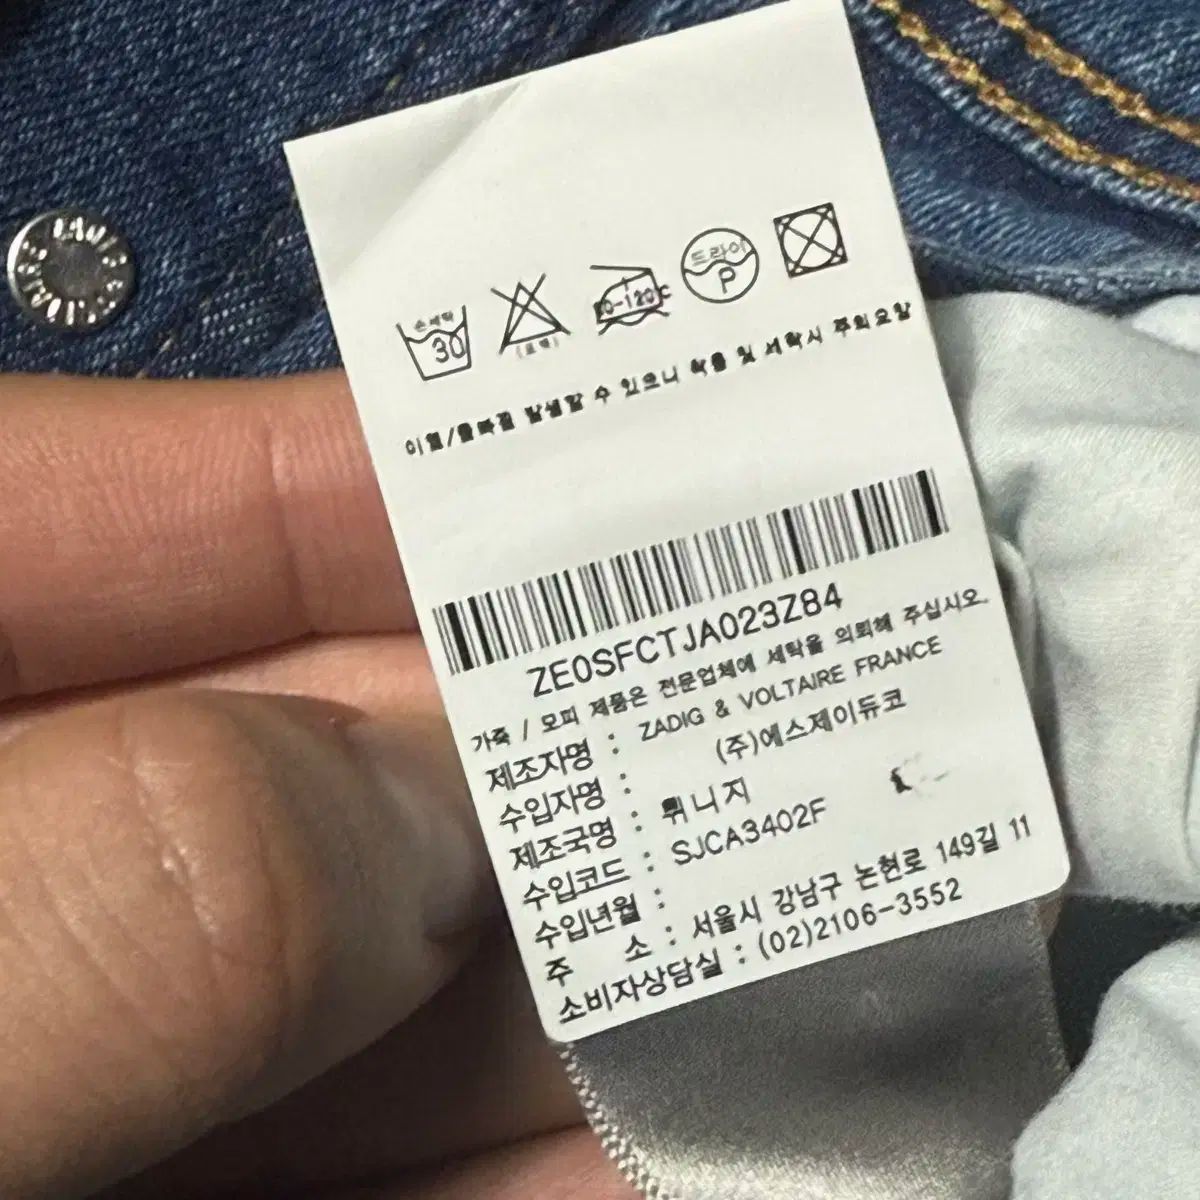 손세탁
30
드라이
P
이염/물빠짐 발생할 수 있으니 착용 및 세탁시 주의요망
ZE0SFCTJA023Z84
가죽 / 모피 제품은 전문업체에 세탁을 의뢰해 주십시오.
제조자명 : ZADIG & VOLTAIRE FRANCE
수입자명 : (주)에스제이듀코
제조국명 : 튀니지
수입코드 : SJCA3402F
수입년월 :
주 소 : 서울시 강남구 논현로 149길 11
소비자상담실 : (02)2106-3552